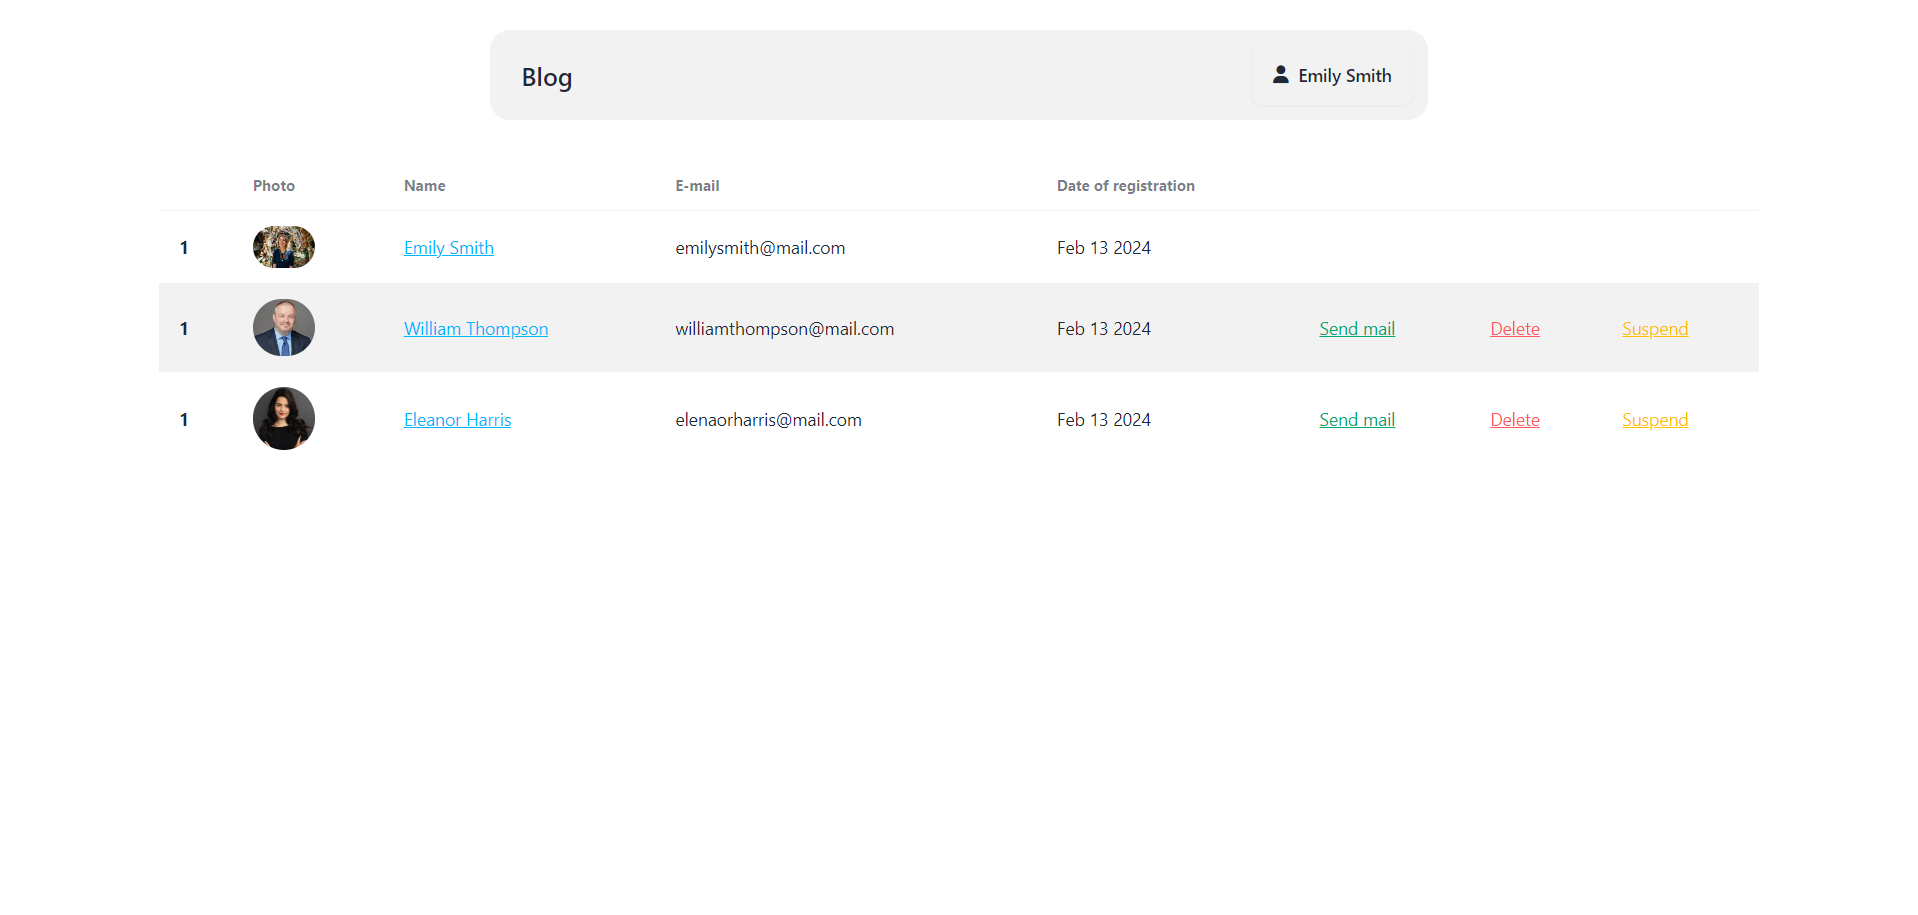 Blog
Emily Smith
Photo Name E-mail Date of registration
1 Emily Smith emilysmith@mail.com Feb 13 2024
1 William Thompson williamthompson@mail.com Feb 13 2024 Send mail Delete Suspend
1 Eleanor Harris elenaorharris@mail.com Feb 13 2024 Send mail Delete Suspend